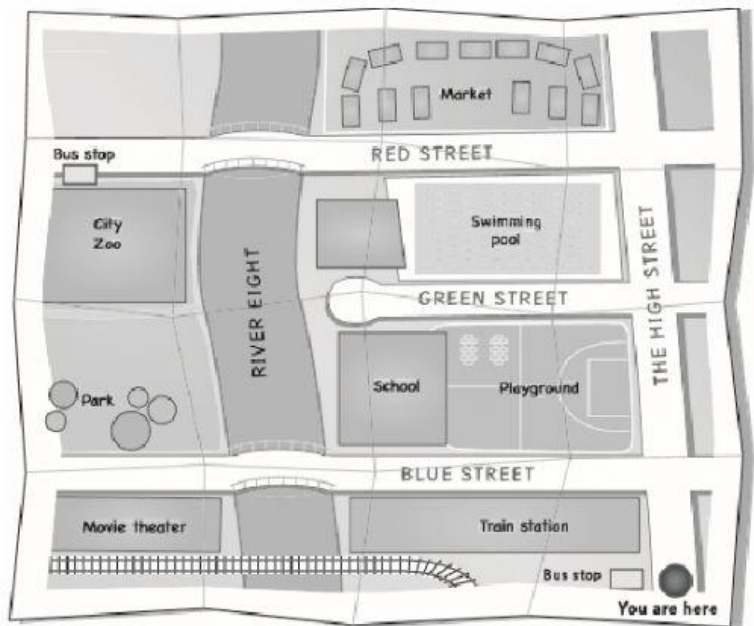 Market
RED STREET
Bus stop
City
Zoo
Swimming
pool
RIVER EIGHT
GREEN STREET
THE HIGH STREET
Park
School
Playground
BLUE STREET
Movie theater
Train station
Bus stop
You are here